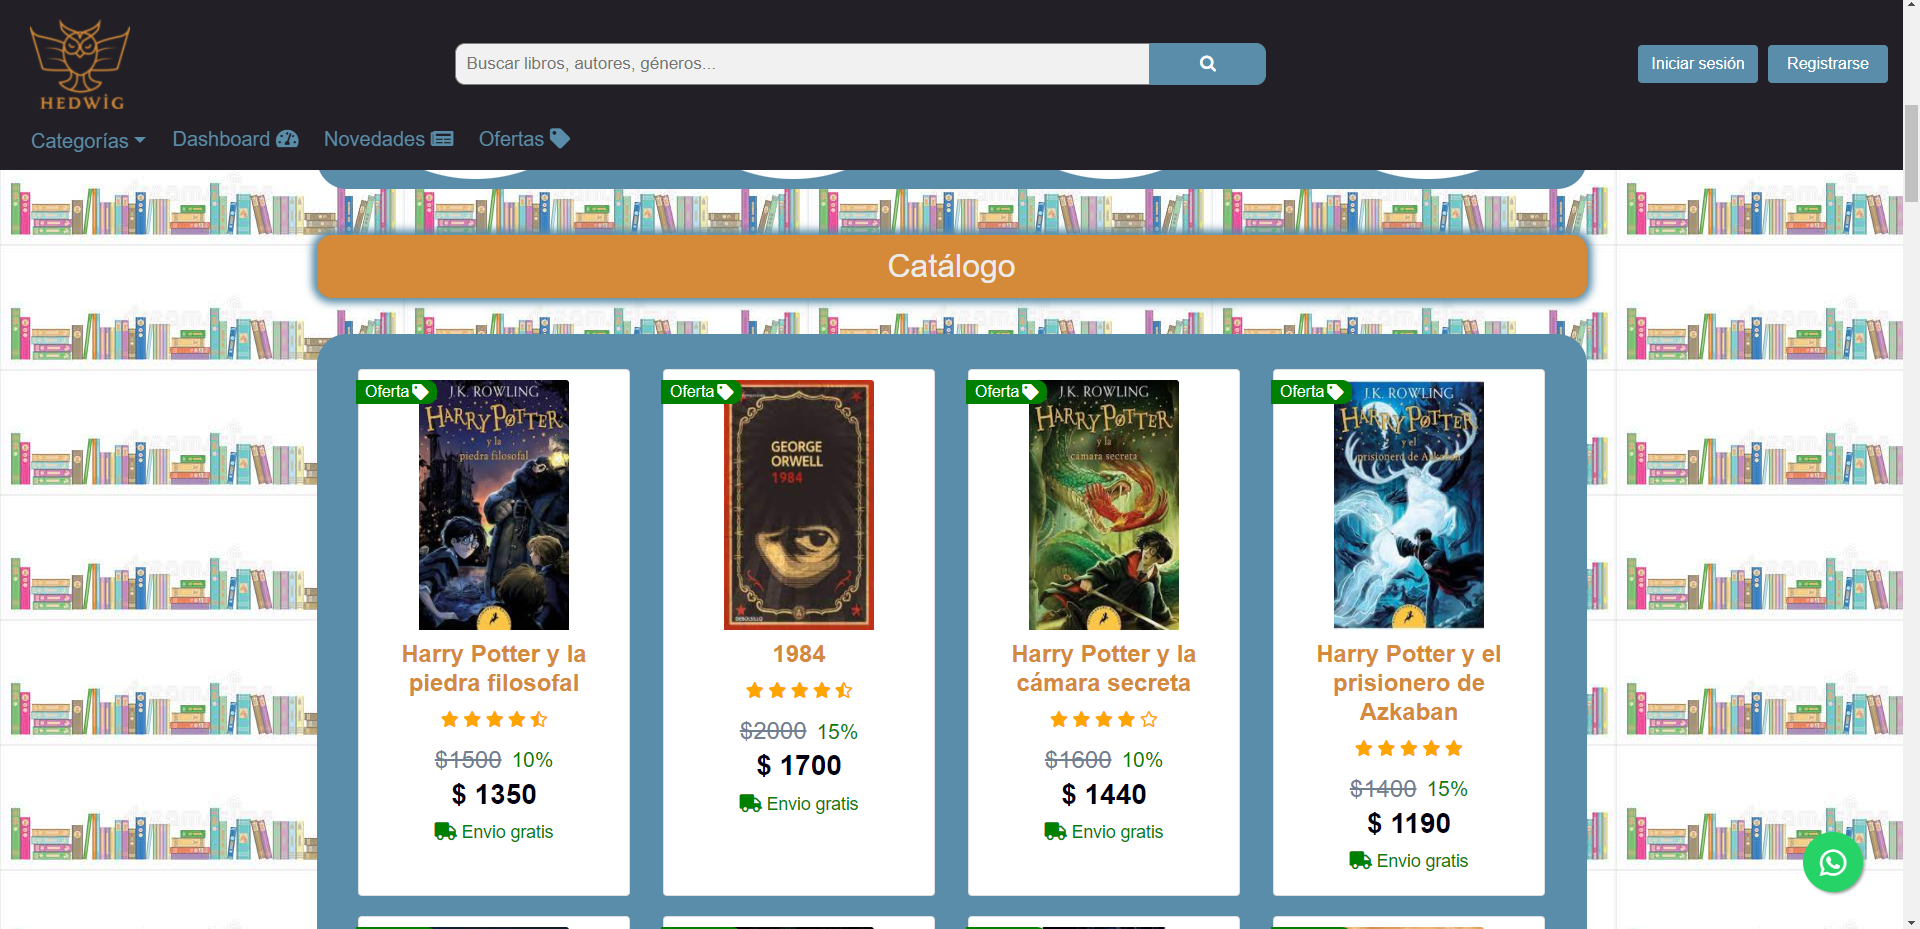 HEDWiG
Buscar libros, autores, géneros...
Iniciar sesión
Registrarse
Categorías
Dashboard
Novedades
Ofertas
Catálogo
Oferta
J.K. ROWLING
HARRY POTTER
y la
piedra filosofal
Harry Potter y la
piedra filosofal
$1500 10%
$ 1350
Envio gratis
Oferta
GEORGE
ORWELL
1984
DEBOLSILLO
1984
$2000 15%
$ 1700
Envio gratis
Oferta
J.K. ROWLING
HARRY POTTER
y la
cámara secreta
Harry Potter y la
cámara secreta
$1600 10%
$ 1440
Envio gratis
Oferta
J.K. ROWLING
HARRY POTTER
y el
prisionero de Azkaban
Harry Potter y el
prisionero de
Azkaban
$1400 15%
$ 1190
Envio gratis